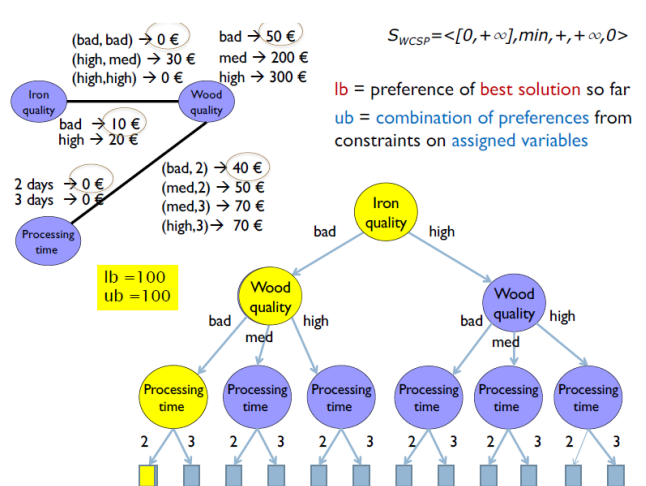 (bad, bad) → 0 €
(high, med) → 30 €
(high,high) → 0 €
bad → 50 €
med → 200 €
high → 300 €
S_WCSP=<[0,+∞],min,+,+∞,0>
Iron
quality
Wood
quality
bad → 10 €
high → 20 €
lb = preference of best solution so far
ub = combination of preferences from
constraints on assigned variables
2 days → 0 €
3 days → 0 €
(bad, 2) → 40 €
(med,2) → 50 €
(med,3) → 70 €
(high,3)→ 70 €
Processing
time
Iron
quality
bad
high
lb =100
ub =100
Wood
quality
Wood
quality
bad
med
high
bad
med
high
Processing
time
Processing
time
Processing
time
Processing
time
Processing
time
Processing
time
2 3 2 3 2 3 2 3 2 3 2 3